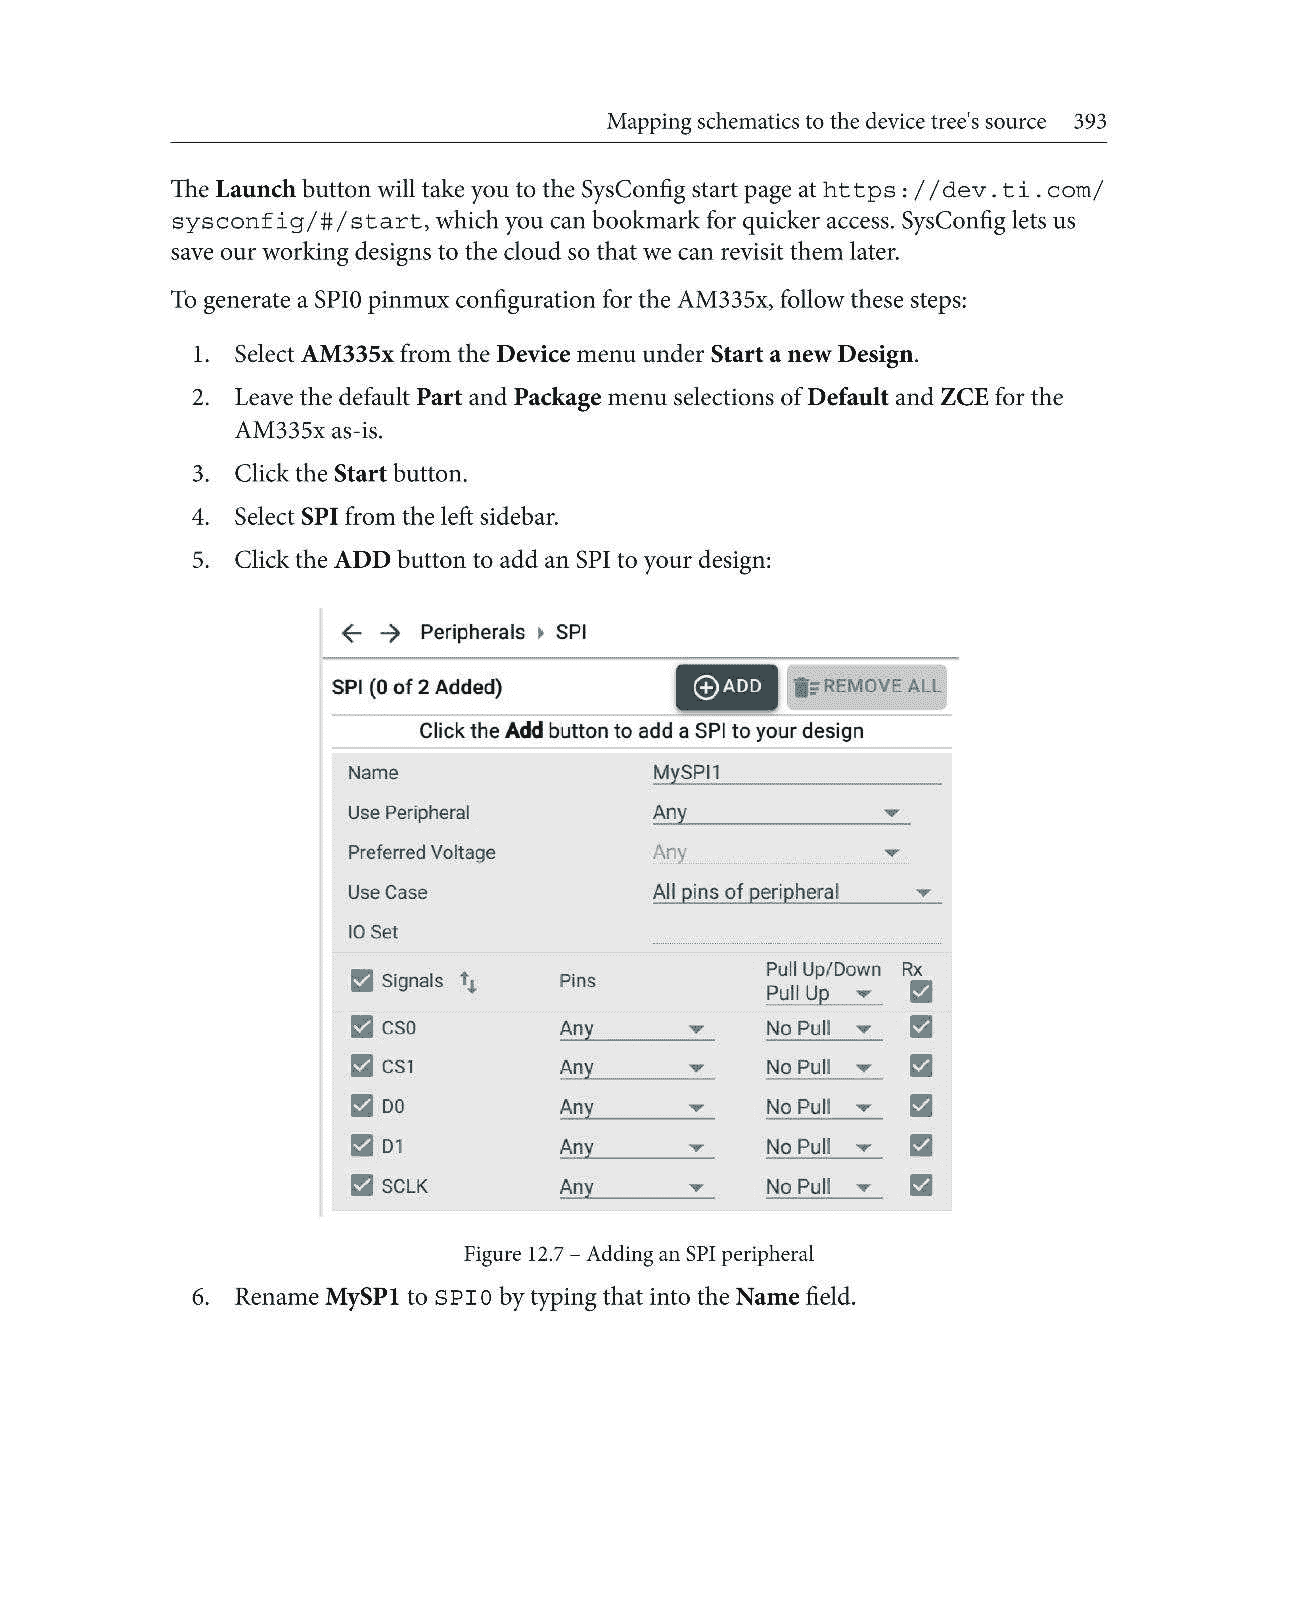 Mapping schematics to the device tree's source 393
The Launch button will take you to the SysConfig start page at https://dev.ti.com/
sysconfig/#/start, which you can bookmark for quicker access. SysConfig lets us
save our working designs to the cloud so that we can revisit them later.
To generate a SPI0 pinmux configuration for the AM335x, follow these steps:
1. Select AM335x from the Device menu under Start a new Design.
2. Leave the default Part and Package menu selections of Default and ZCE for the
AM335x as-is.
3. Click the Start button.
4. Select SPI from the left sidebar.
5. Click the ADD button to add an SPI to your design:
Peripherals SPI
SPI (0 of 2 Added) ADD REMOVE ALL
Click the Add button to add a SPI to your design
Name MySPI1
Use Peripheral Any
Preferred Voltage Any
Use Case All pins of peripheral
IO Set
Signals Pins Pull Up/Down Rx
Pull Up
CS0 Any No Pull
CS1 Any No Pull
D0 Any No Pull
D1 Any No Pull
SCLK Any No Pull
Figure 12.7 – Adding an SPI peripheral
6. Rename MySP1 to SPI0 by typing that into the Name field.